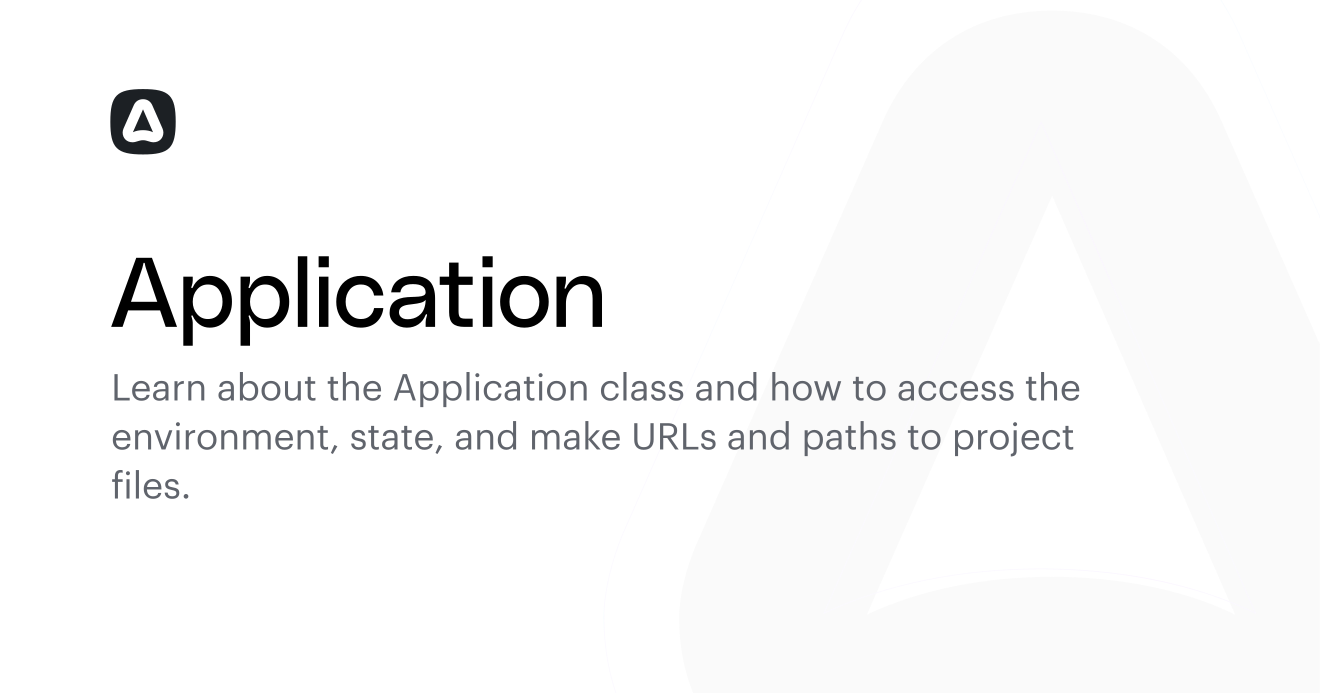 Application
Learn about the Application class and how to access the
environment, state, and make URLs and paths to project
files.